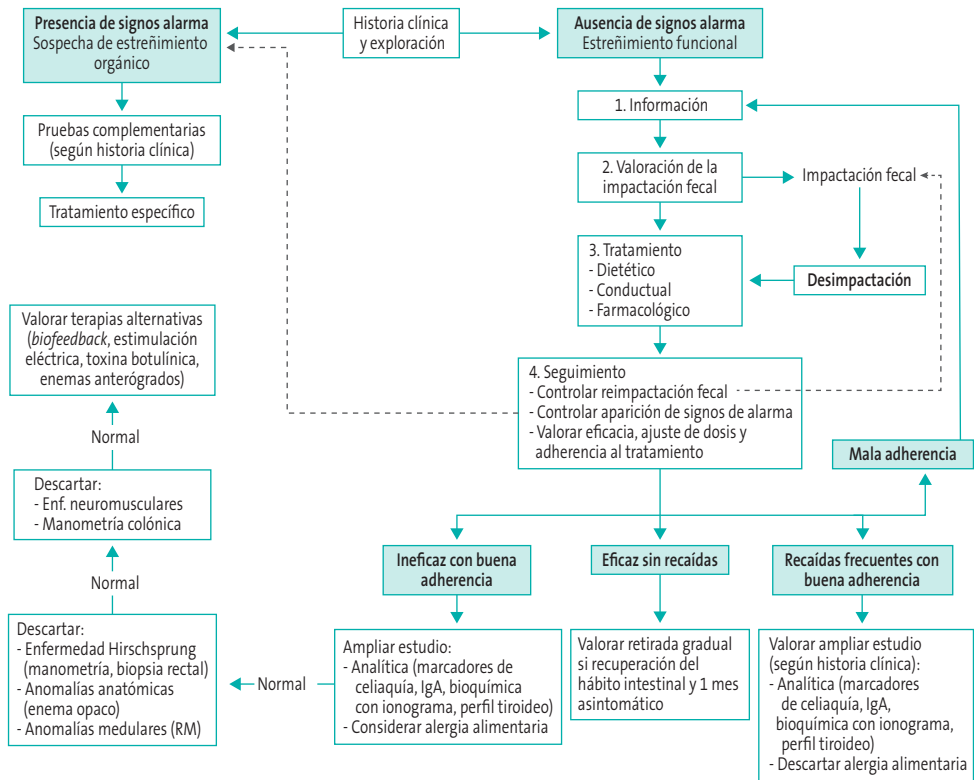 Presencia de signos alarma
Sospecha de estreñimiento
orgánico
Historia clínica
y exploración
Ausencia de signos alarma
Estreñimiento funcional
Pruebas complementarias
(según historia clínica)
Tratamiento específico
1. Información
2. Valoración de la
impactación fecal
Impactación fecal
Desimpactación
3. Tratamiento
- Dietético
- Conductual
- Farmacológico
4. Seguimiento
- Controlar reimpactación fecal
- Controlar aparición de signos de alarma
- Valorar eficacia, ajuste de dosis y
adherencia al tratamiento
Mala adherencia
Ineficaz con buena
adherencia
Eficaz sin recaídas
Recaídas frecuentes con
buena adherencia
Ampliar estudio:
- Analítica (marcadores de
celiaquía, IgA, bioquímica
con ionograma, perfil tiroideo)
- Considerar alergia alimentaria
Valorar retirada gradual
si recuperación del
hábito intestinal y 1 mes
asintomático
Valorar ampliar estudio
(según historia clínica):
- Analítica (marcadores
de celiaquía, IgA,
bioquímica con ionograma,
perfil tiroideo)
- Descartar alergia alimentaria
Normal
Descartar:
- Enfermedad Hirschsprung
(manometría, biopsia rectal)
- Anomalías anatómicas
(enema opaco)
- Anomalías medulares (RM)
Normal
Descartar:
- Enf. neuromusculares
- Manometría colónica
Normal
Valorar terapias alternativas
(biofeedback, estimulación
eléctrica, toxina botulínica,
enemas anterógrados)